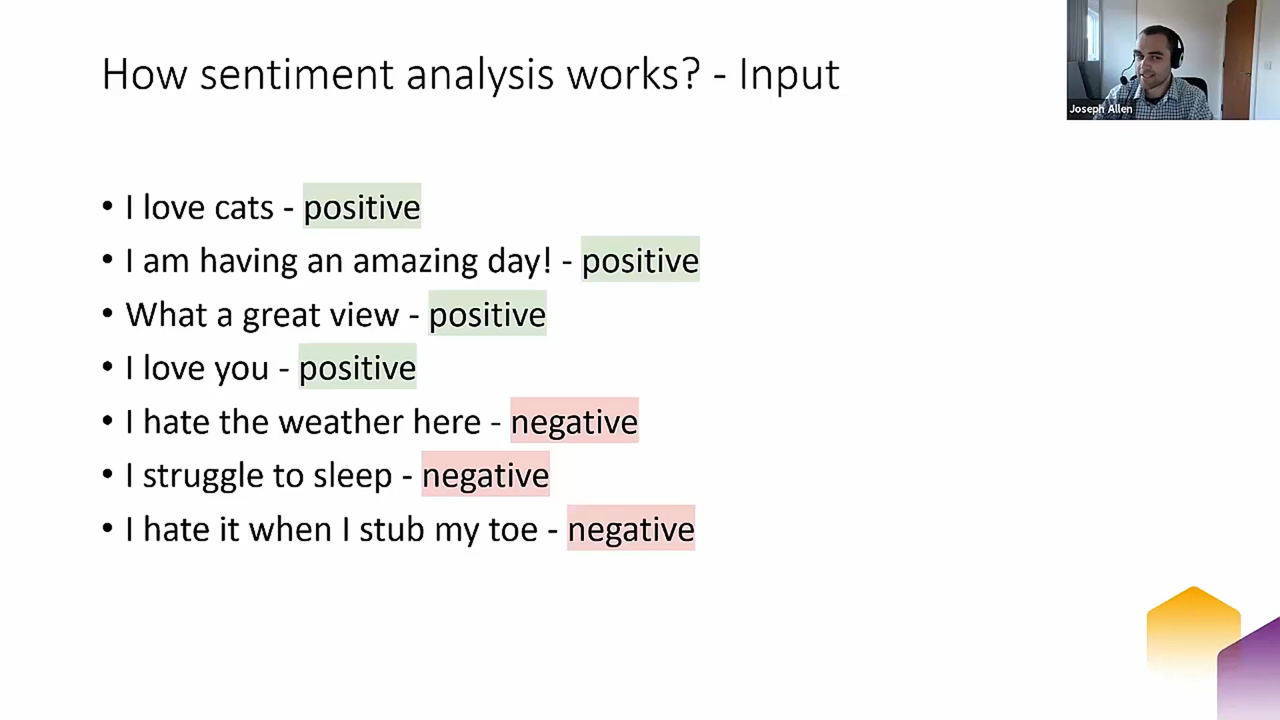 How sentiment analysis works? - Input
Joseph Allen
• I love cats - positive
• I am having an amazing day! - positive
• What a great view - positive
• I love you - positive
• I hate the weather here - negative
• I struggle to sleep - negative
• I hate it when I stub my toe - negative